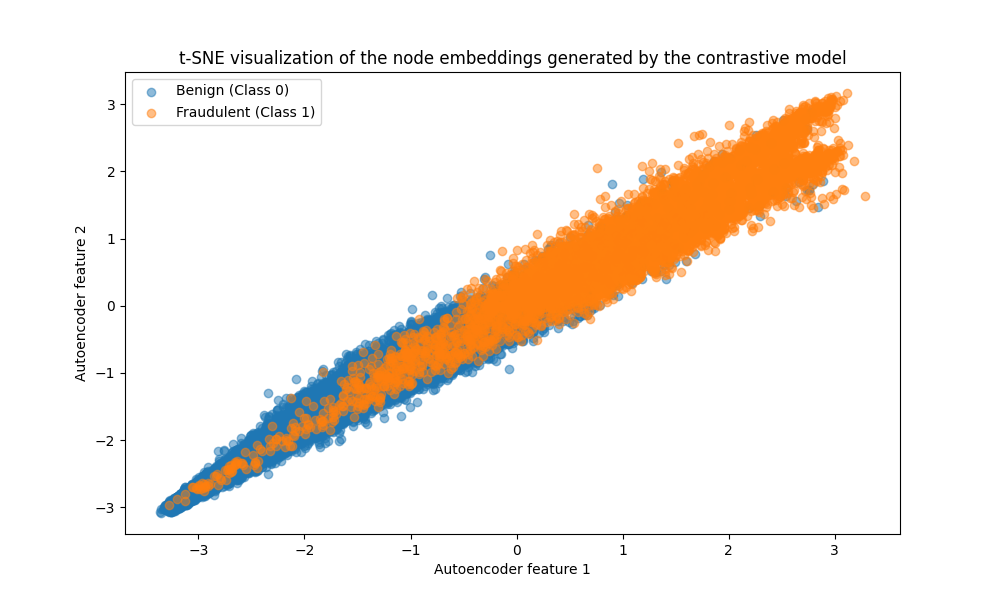 t-SNE visualization of the node embeddings generated by the contrastive model
Benign (Class 0)
Fraudulent (Class 1)
Autoencoder feature 2
3
2
1
0
−1
−2
−3
−3
−2
−1
0
1
2
3
Autoencoder feature 1